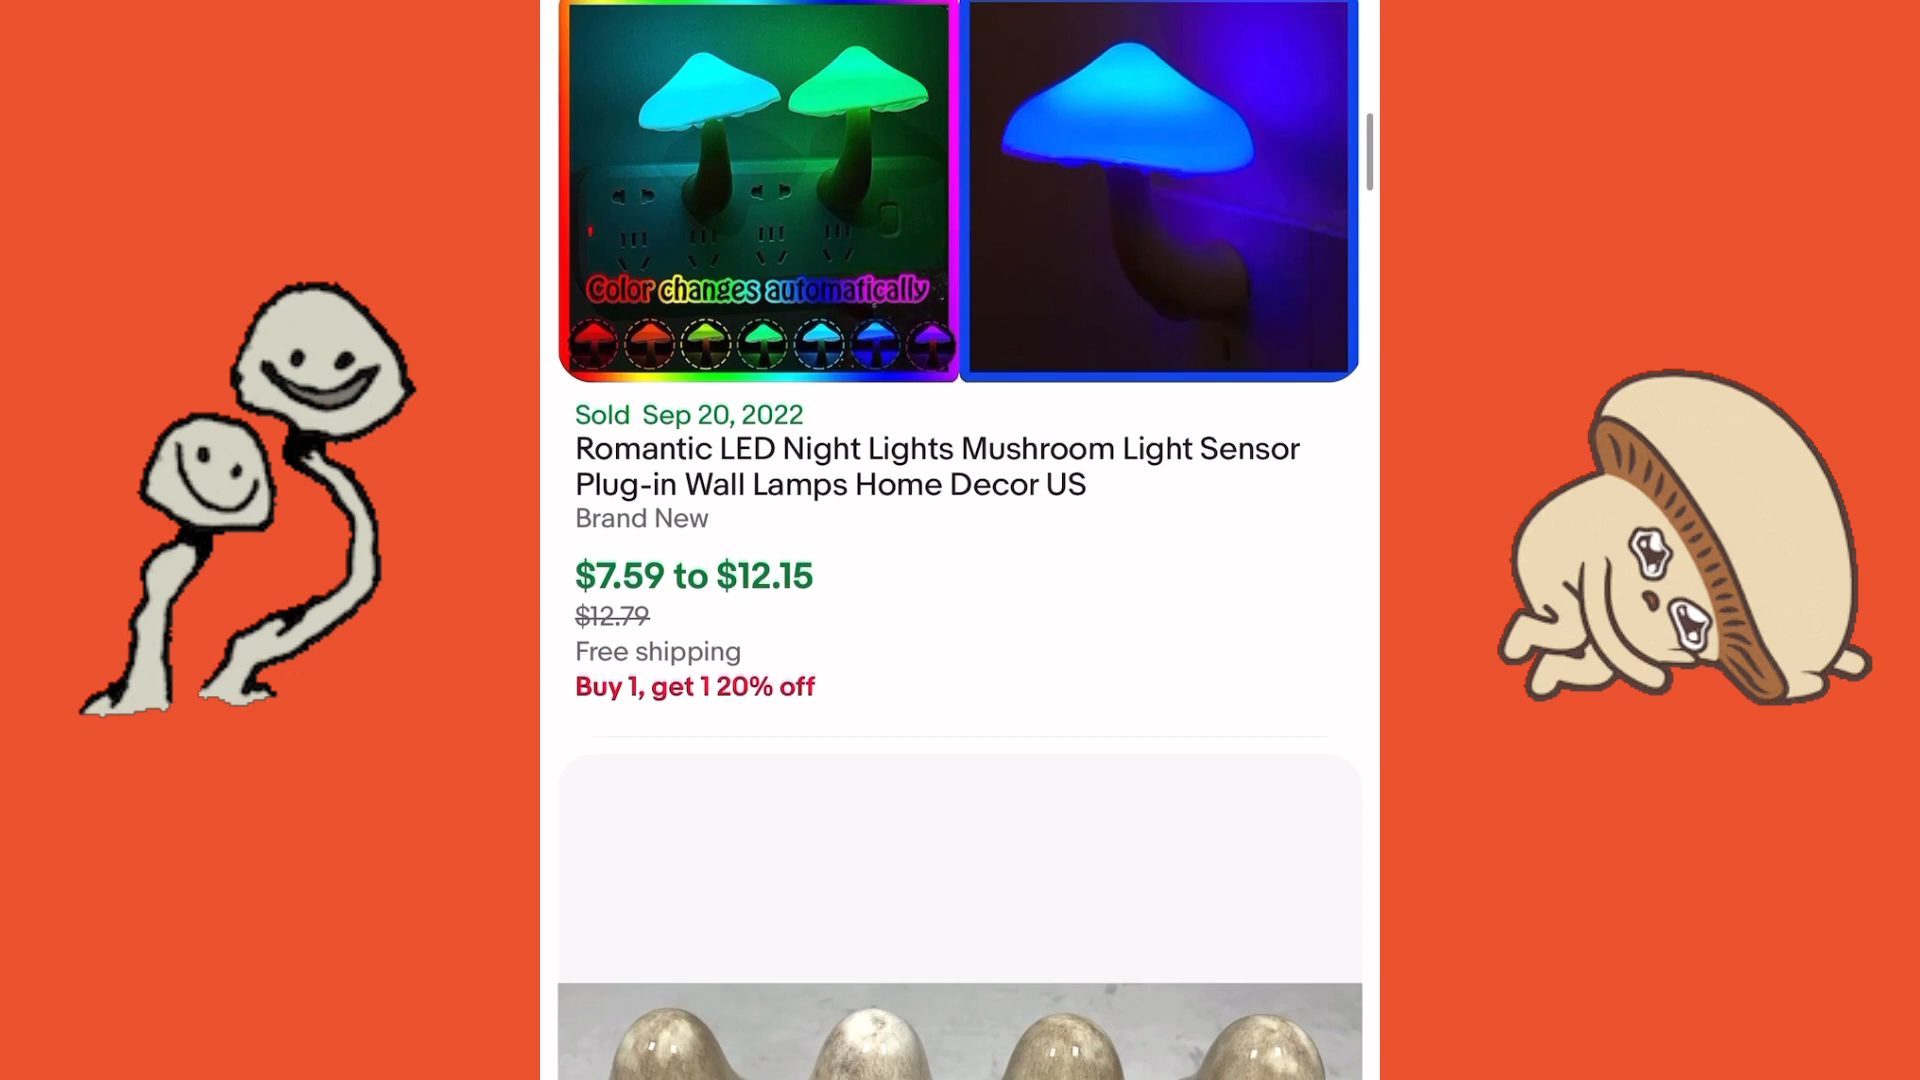 Color changes automatically
Sold Sep 20, 2022
Romantic LED Night Lights Mushroom Light Sensor
Plug-in Wall Lamps Home Decor US
Brand New
$7.59 to $12.15
$12.79
Free shipping
Buy 1, get 1 20% off